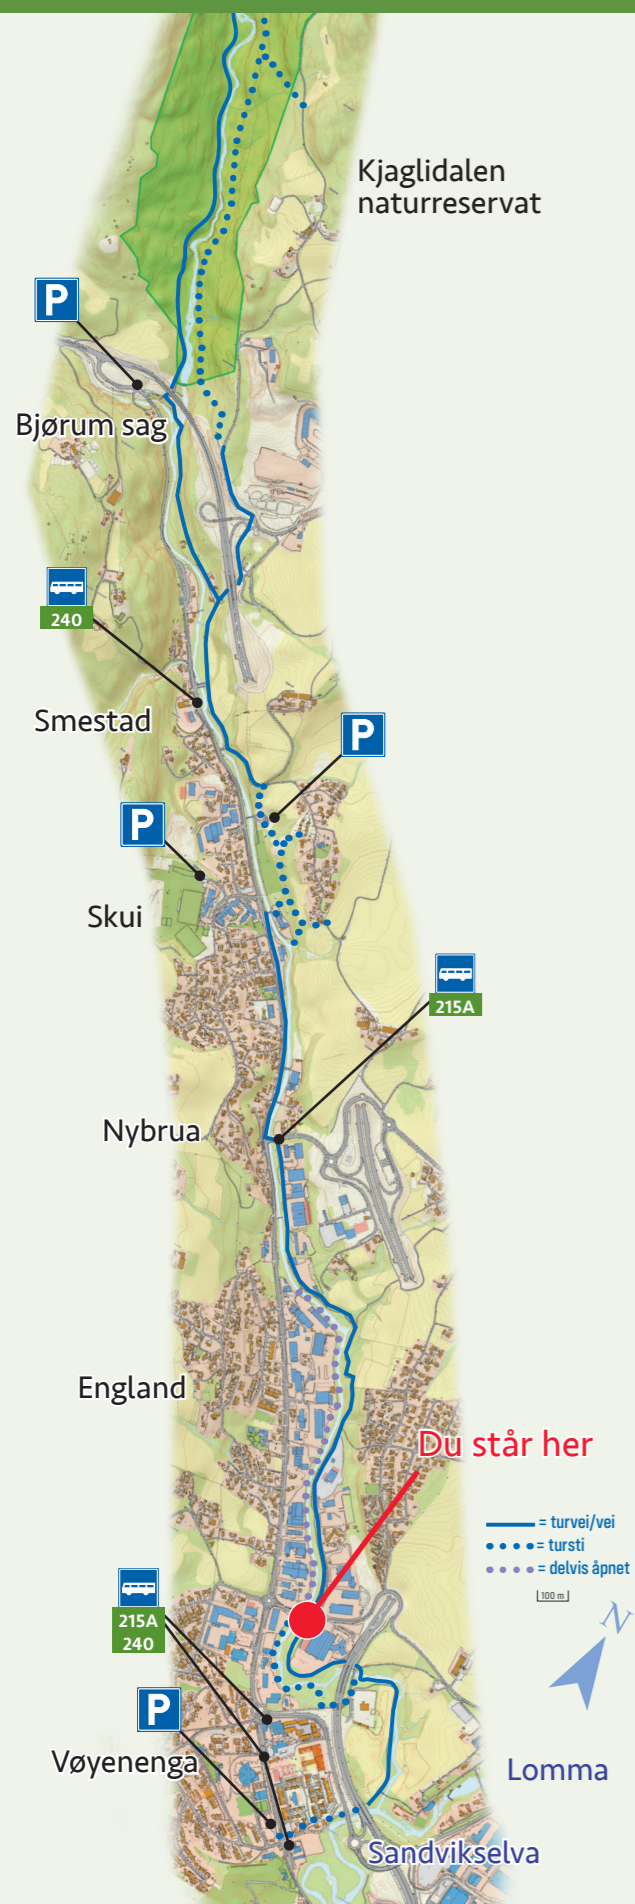 Kjaglidalen
naturreservat
P
Bjørum sag
240
Smestad
P
P
Skui
215A
Nybrua
England
Du står her
= turvei/vei
= tursti
= delvis åpnet
100 m
N
215A
240
P
Vøyenenga
Lomma
Sandvikselva